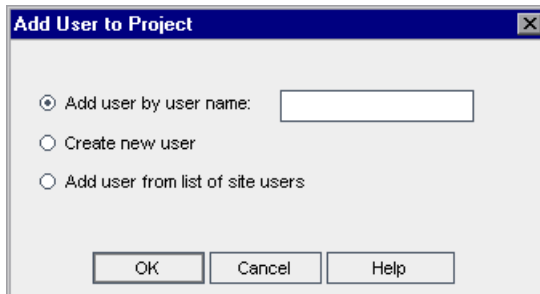 Add User to Project
Add user by user name:
Create new user
Add user from list of site users
OK Cancel Help